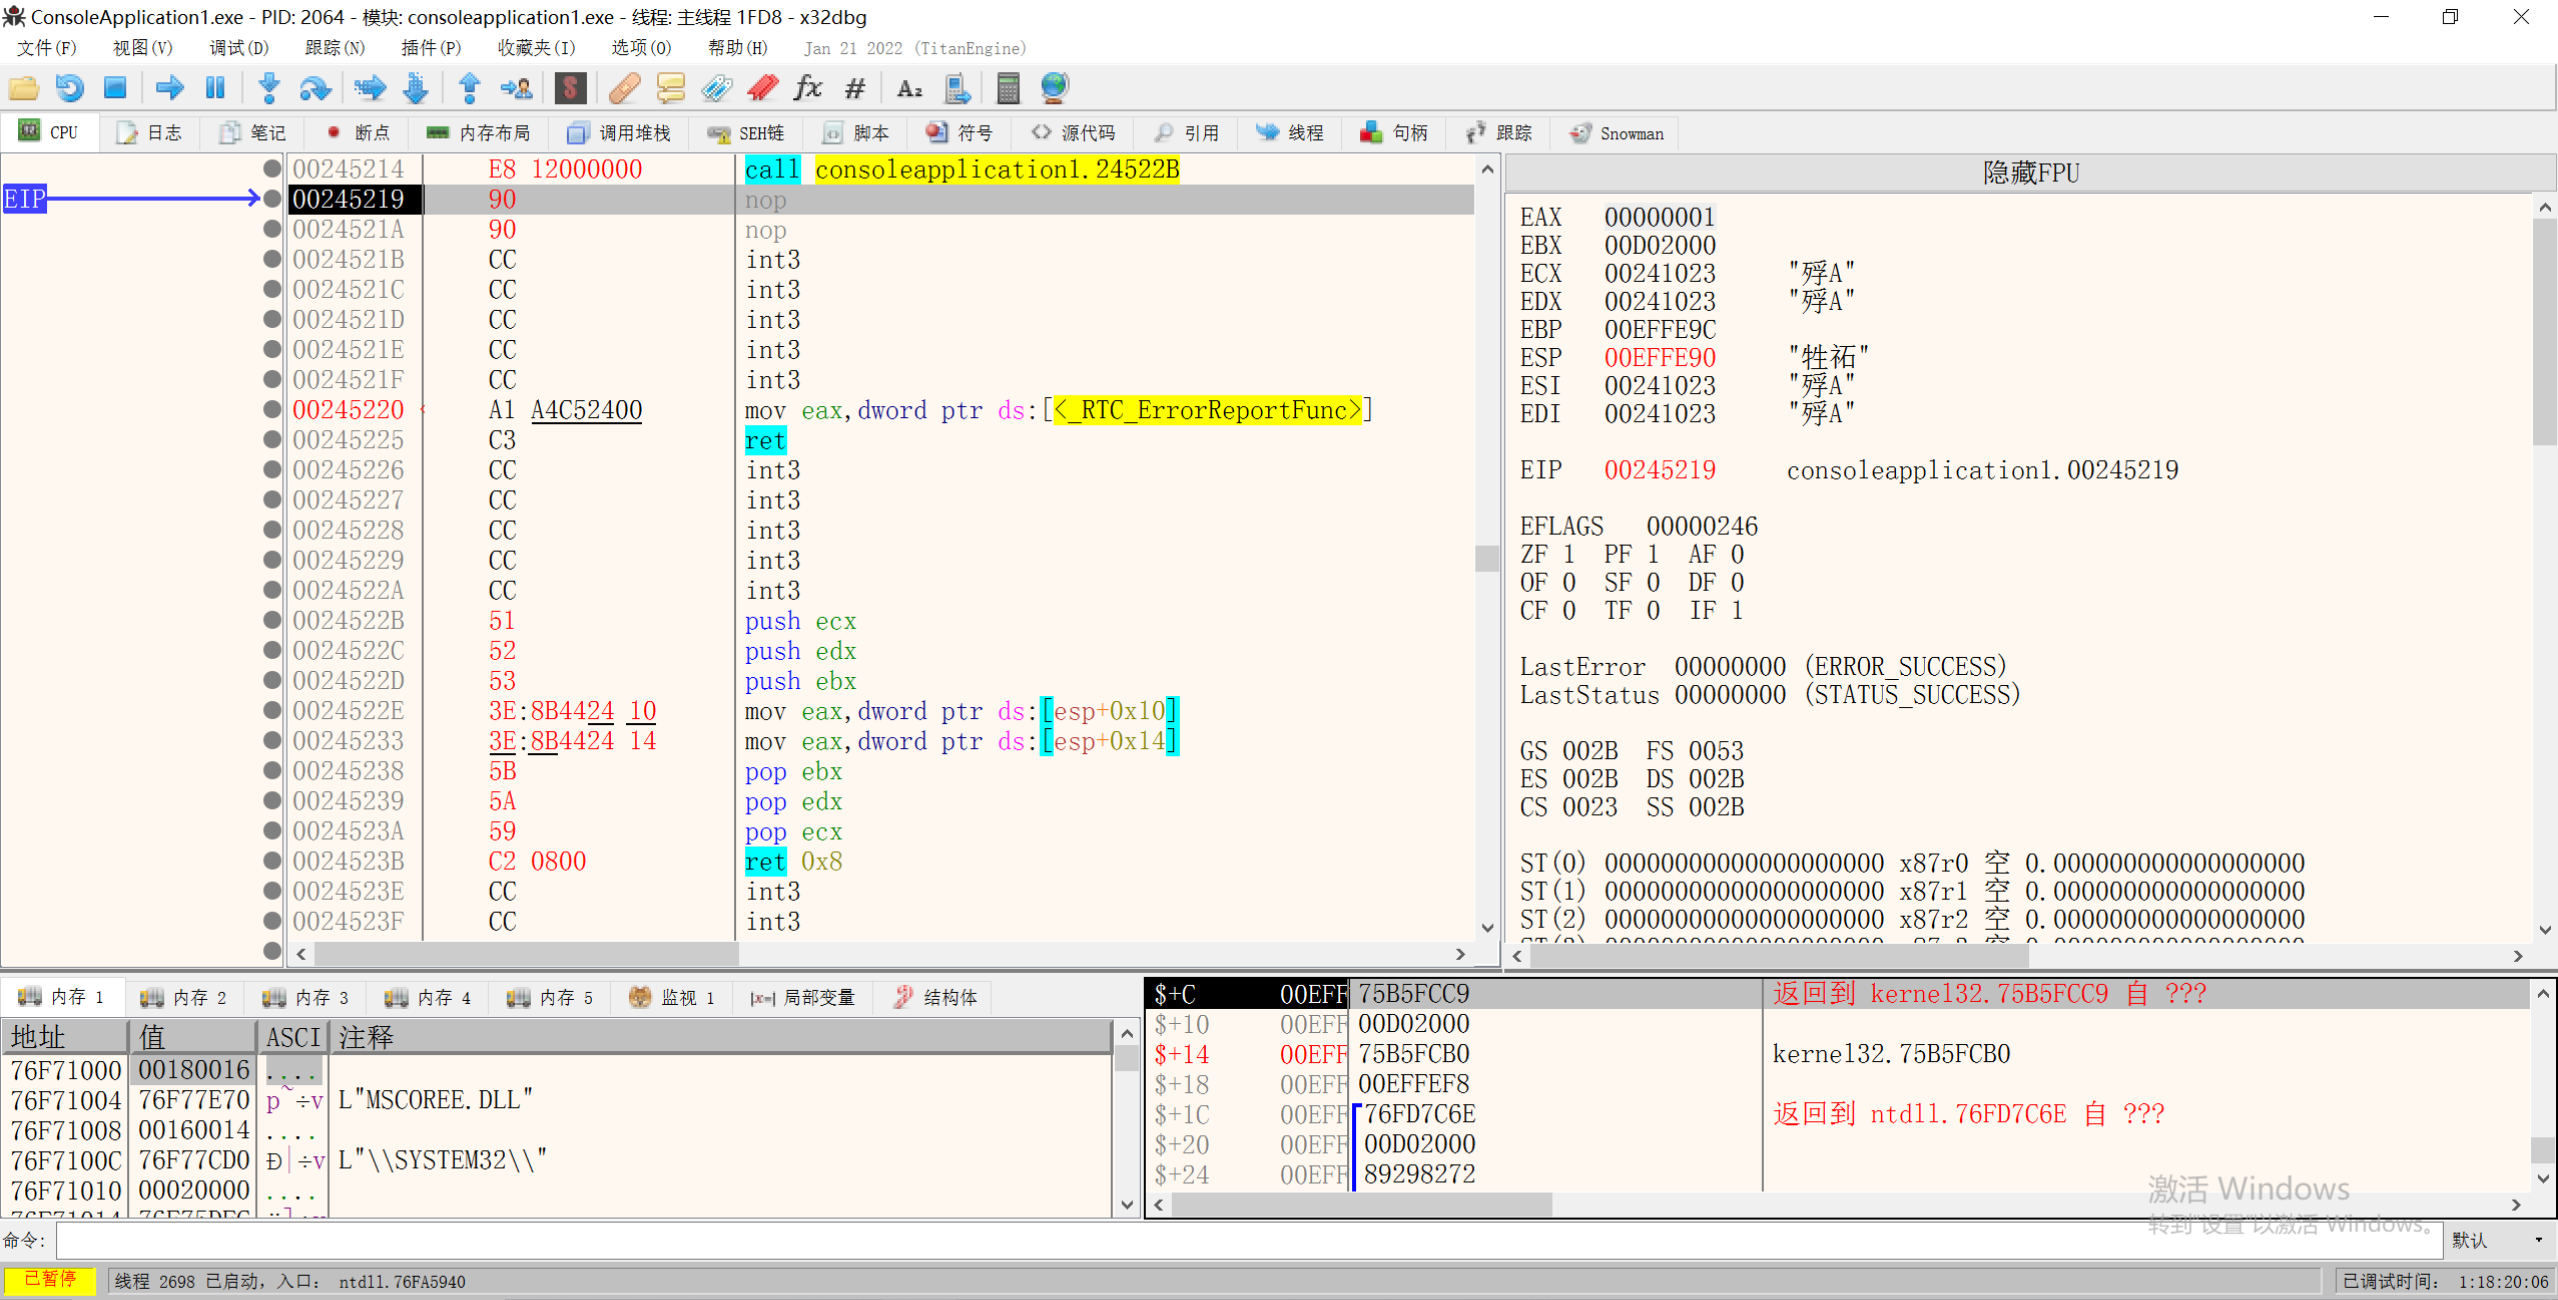 ConsoleApplication1.exe - PID: 2064 - 模块: consoleapplication1.exe - 线程: 主线程 1FD8 - x32dbg
文件(F) 视图(V) 调试(D) 跟踪(N) 插件(P) 收藏夹(I) 选项(O) 帮助(H) Jan 21 2022 (TitanEngine)
CPU 日志 笔记 断点 内存布局 调用堆栈 SEH链 脚本 符号 源代码 引用 线程 句柄 跟踪 Snowman
00245214 E8 12000000 call consoleapplication1.24522B
EIP 00245219 90 nop
0024521A 90 nop
0024521B CC int3
0024521C CC int3
0024521D CC int3
0024521E CC int3
0024521F CC int3
00245220 A1 A4C52400 mov eax,dword ptr ds:[<_RTC_ErrorReportFunc>]
00245225 C3 ret
00245226 CC int3
00245227 CC int3
00245228 CC int3
00245229 CC int3
0024522A CC int3
0024522B 51 push ecx
0024522C 52 push edx
0024522D 53 push ebx
0024522E 3E:8B4424 10 mov eax,dword ptr ds:[esp+0x10]
00245233 3E:8B4424 14 mov eax,dword ptr ds:[esp+0x14]
00245238 5B pop ebx
00245239 5A pop edx
0024523A 59 pop ecx
0024523B C2 0800 ret 0x8
0024523E CC int3
0024523F CC int3
隐藏FPU
EAX 00000001
EBX 00D02000
ECX 00241023 "殍A"
EDX 00241023 "殍A"
EBP 00EFFE9C
ESP 00EFFE90 "牲祏"
ESI 00241023 "殍A"
EDI 00241023 "殍A"
EIP 00245219 consoleapplication1.00245219
EFLAGS 00000246
ZF 1 PF 1 AF 0
OF 0 SF 0 DF 0
CF 0 TF 0 IF 1
LastError 00000000 (ERROR_SUCCESS)
LastStatus 00000000 (STATUS_SUCCESS)
GS 002B FS 0053
ES 002B DS 002B
CS 0023 SS 002B
ST(0) 00000000000000000000 x87r0 空 0.000000000000000000
ST(1) 00000000000000000000 x87r1 空 0.000000000000000000
ST(2) 00000000000000000000 x87r2 空 0.000000000000000000
内存 1 内存 2 内存 3 内存 4 内存 5 监视 1 [x=] 局部变量 结构体
地址 值 ASCI 注释
76F71000 00180016 ....
76F71004 76F77E70 p~÷v L"MSCOREE.DLL"
76F71008 00160014 ....
76F7100C 76F77CD0 Ð|÷v L"\\SYSTEM32\\"
76F71010 00020000 ....
$+C 00EFF 75B5FCC9 返回到 kernel32.75B5FCC9 自 ???
$+10 00EFF 00D02000
$+14 00EFF 75B5FCB0 kernel32.75B5FCB0
$+18 00EFF 00EFFEF8
$+1C 00EFF 76FD7C6E 返回到 ntdll.76FD7C6E 自 ???
$+20 00EFF 00D02000
$+24 00EFF 89298272
激活 Windows
转到"设置"以激活 Windows。
命令: 默认
已暂停 线程 2698 已启动, 入口: ntdll.76FA5940 已调试时间: 1:18:20:06